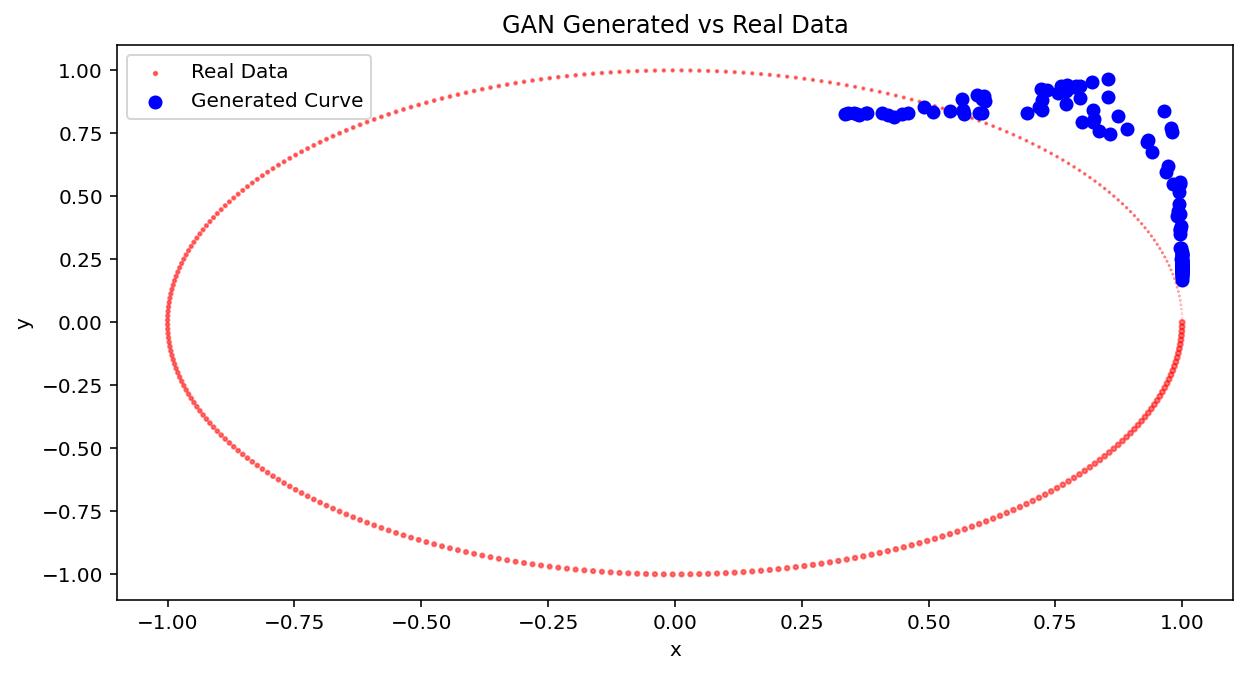 GAN Generated vs Real Data
Real Data
Generated Curve
1.00
0.75
0.50
0.25
0.00
−0.25
−0.50
−0.75
−1.00
y
−1.00 −0.75 −0.50 −0.25 0.00 0.25 0.50 0.75 1.00
x